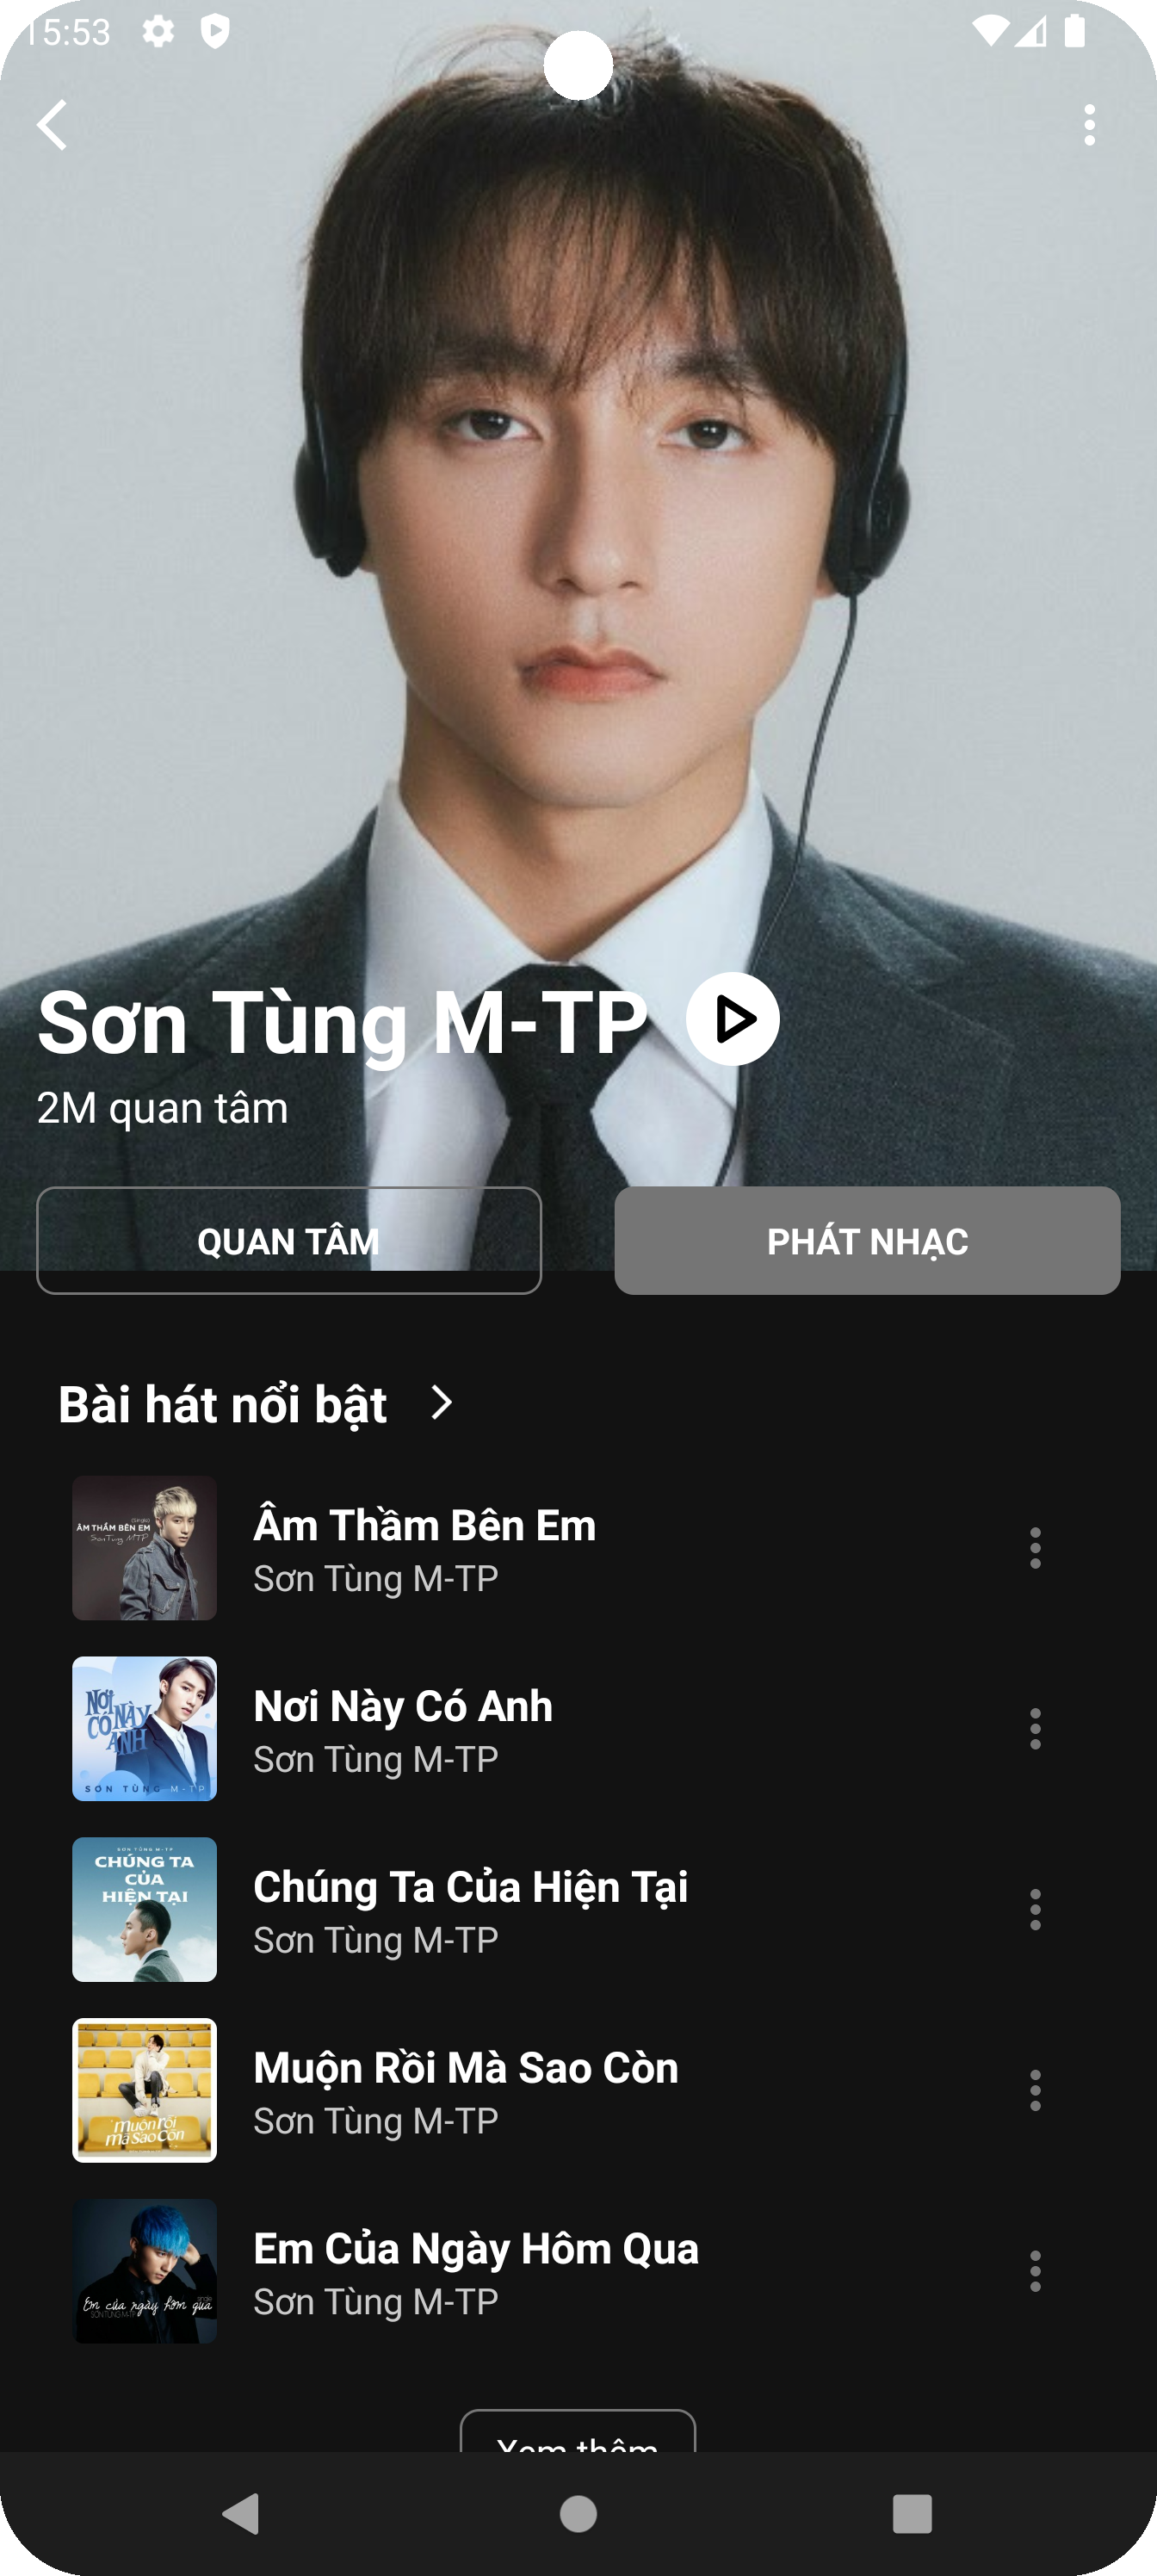 15:53
Sơn Tùng M-TP
2M quan tâm
QUAN TÂM
PHÁT NHẠC
Bài hát nổi bật
ÂM THẦM BÊN EM
SơnTùng MTP
Âm Thầm Bên Em
Sơn Tùng M-TP
NƠI NÀY
CÓ ANH
SƠN TÙNG M-TP
Nơi Này Có Anh
Sơn Tùng M-TP
SƠN TÙNG M-TP
CHÚNG TA
CỦA
HIỆN TẠI
Chúng Ta Của Hiện Tại
Sơn Tùng M-TP
muộn rồi
mà sao còn
Muộn Rồi Mà Sao Còn
Sơn Tùng M-TP
Em của ngày hôm qua
SƠN TÙNG M-TP
Em Của Ngày Hôm Qua
Sơn Tùng M-TP
Xem thêm